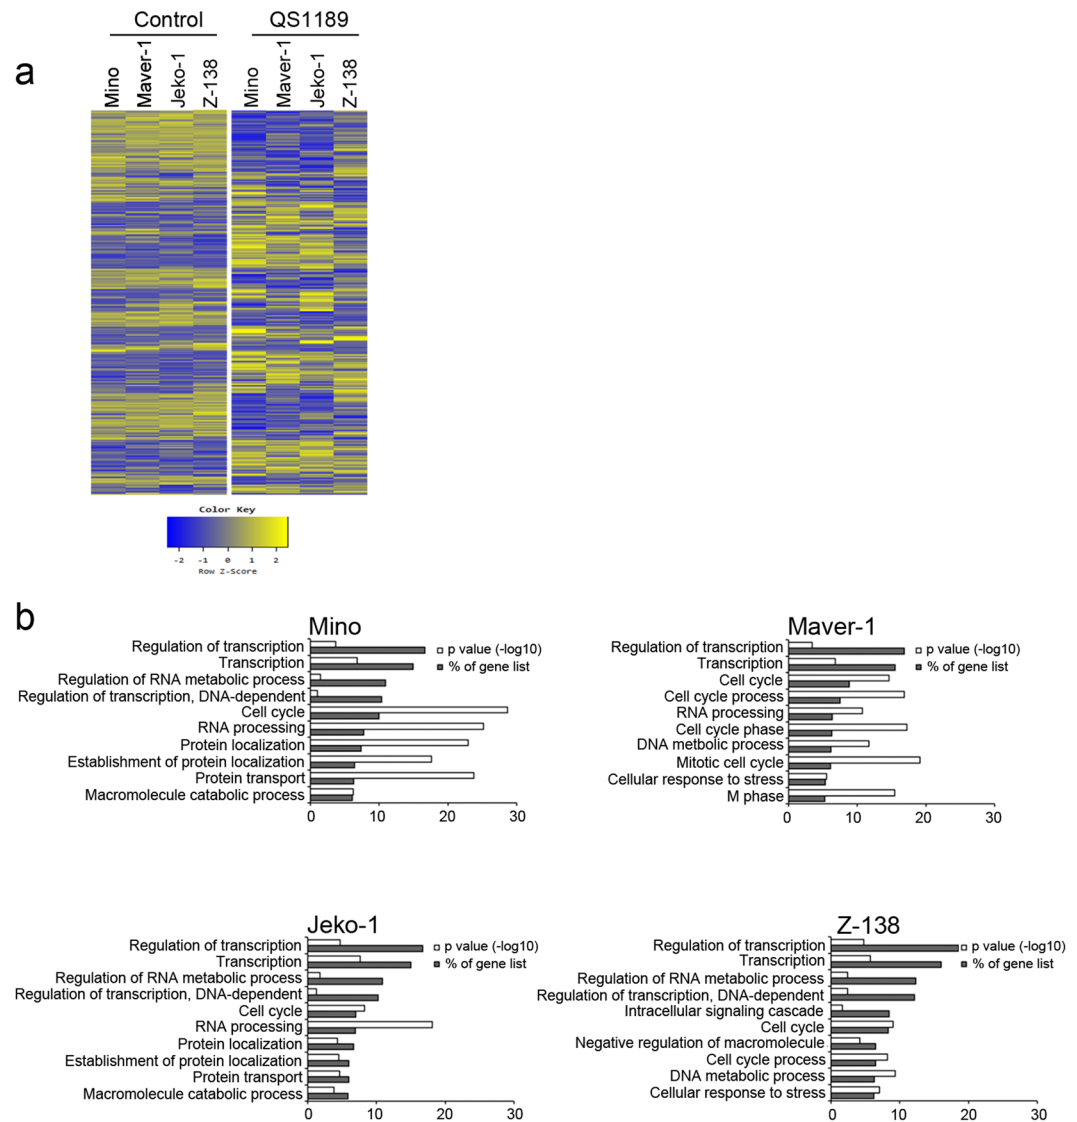 Control QS1189
a
Mino Maver-1 Jeko-1 Z-138 Mino Maver-1 Jeko-1 Z-138
Color Key
-2 -1 0 1 2
Row Z-Score
b
Mino
Regulation of transcription
Transcription
Regulation of RNA metabolic process
Regulation of transcription, DNA-dependent
Cell cycle
RNA processing
Protein localization
Establishment of protein localization
Protein transport
Macromolecule catabolic process
p value (-log10)
% of gene list
0 10 20 30
Maver-1
Regulation of transcription
Transcription
Cell cycle
Cell cycle process
RNA processing
Cell cycle phase
DNA metbolic process
Mitotic cell cycle
Cellular response to stress
M phase
p value (-log10)
% of gene list
0 10 20 30
Jeko-1
Regulation of transcription
Transcription
Regulation of RNA metabolic process
Regulation of transcription, DNA-dependent
Cell cycle
RNA processing
Protein localization
Establishment of protein localization
Protein transport
Macromolecule catabolic process
p value (-log10)
% of gene list
0 10 20 30
Z-138
Regulation of transcription
Transcription
Regulation of RNA metabolic process
Regulation of transcription, DNA-dependent
Intracellular signaling cascade
Cell cycle
Negative regulation of macromolecule
Cell cycle process
DNA metabolic process
Cellular response to stress
p value (-log10)
% of gene list
0 10 20 30